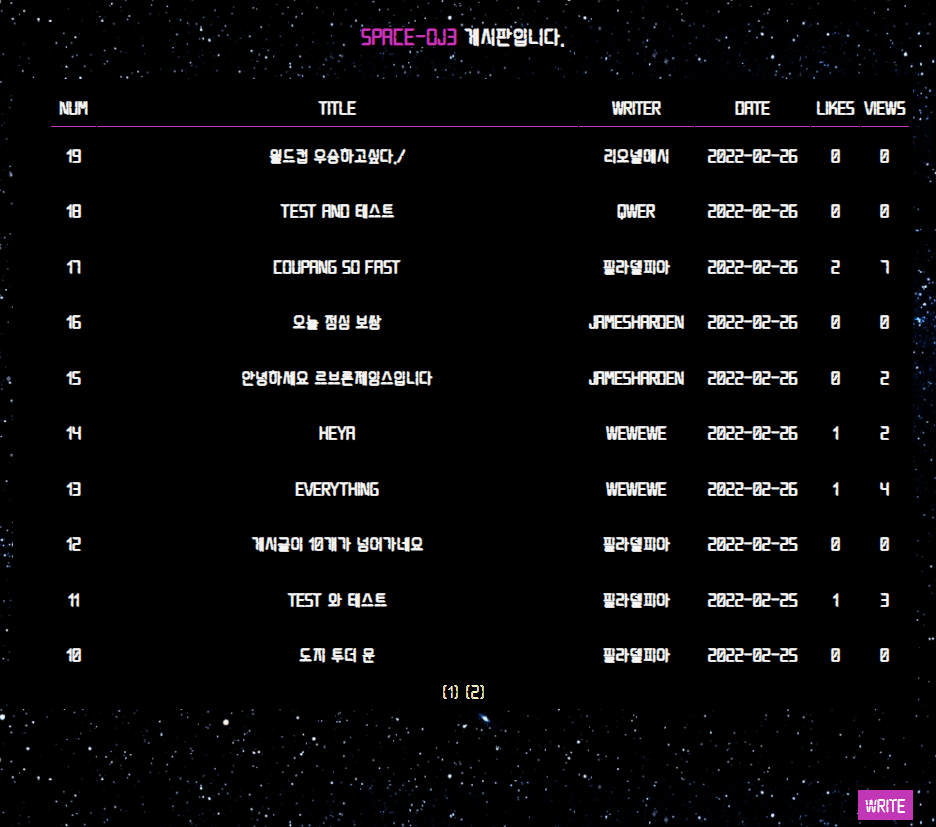 SPACE-OJ3 게시판입니다.
NUM TITLE WRITER DATE LIKES VIEWS
19 월드컵 우승하고싶다./ 리오넬메시 2022-02-26 0 0
18 TEST AND 테스트 QWER 2022-02-26 0 0
17 COUPANG SO FAST 필라델피아 2022-02-26 2 7
16 오늘 점심 보쌈 JAMESHARDEN 2022-02-26 0 0
15 안녕하세요 르브론제임스입니다 JAMESHARDEN 2022-02-26 0 2
14 HEYA WEWEWE 2022-02-26 1 2
13 EVERYTHING WEWEWE 2022-02-26 1 4
12 게시글이 10개가 넘어가네요 필라델피아 2022-02-25 0 0
11 TEST 와 테스트 필라델피아 2022-02-25 1 3
10 도지 투더 문 필라델피아 2022-02-25 0 0
[1] [2]
WRITE